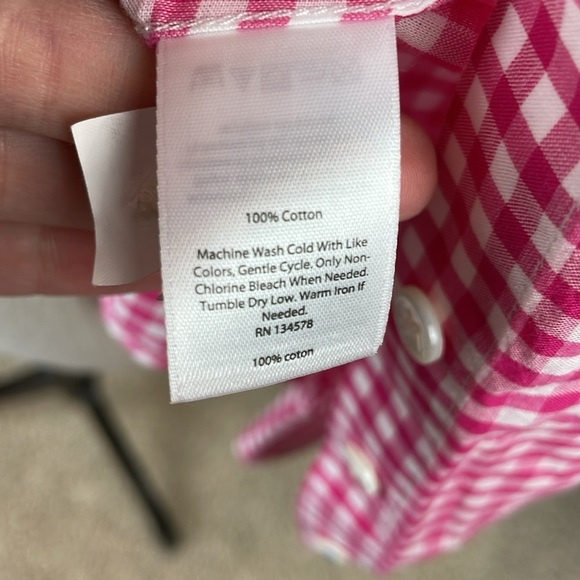 100% Cotton
Machine Wash Cold With Like
Colors, Gentle Cycle. Only Non-
Chlorine Bleach When Needed.
Tumble Dry Low. Warm Iron If
Needed.
RN 134578
100% coton